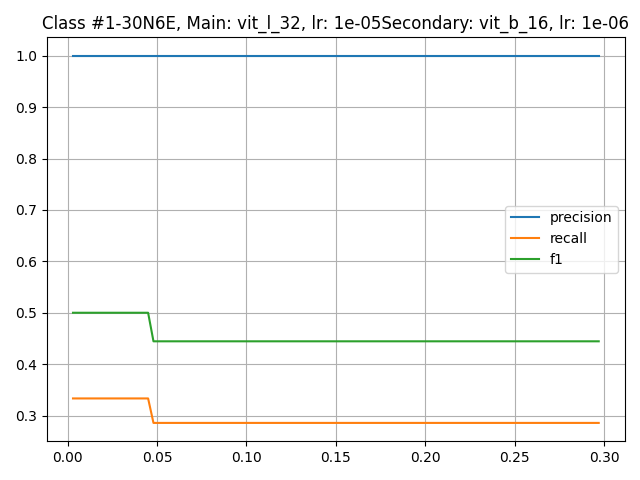 Class #1-30N6E, Main: vit_l_32, lr: 1e-05Secondary: vit_b_16, lr: 1e-06
1.0
0.9
0.8
0.7
0.6
0.5
0.4
0.3
precision
recall
f1
0.00 0.05 0.10 0.15 0.20 0.25 0.30